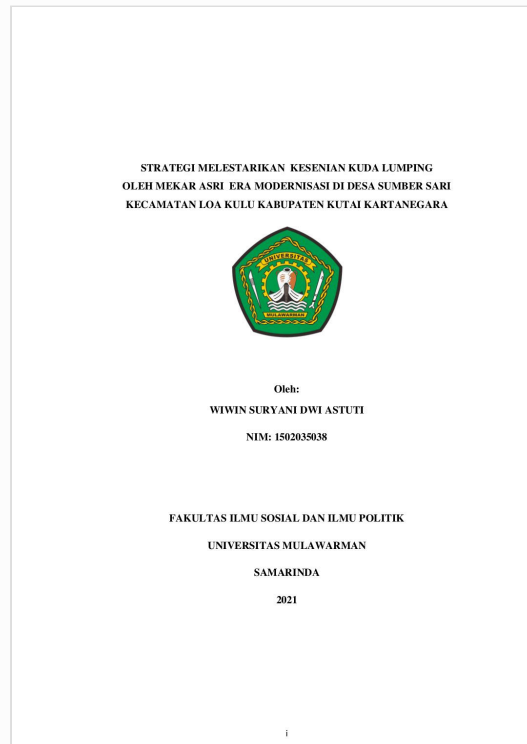 STRATEGI MELESTARIKAN KESENIAN KUDA LUMPING
OLEH MEKAR ASRI ERA MODERNISASI DI DESA SUMBER SARI
KECAMATAN LOA KULU KABUPATEN KUTAI KARTANEGARA
UNIVERSITAS
MULAWARMAN
Oleh:
WIWIN SURYANI DWI ASTUTI
NIM: 1502035038
FAKULTAS ILMU SOSIAL DAN ILMU POLITIK
UNIVERSITAS MULAWARMAN
SAMARINDA
2021
i